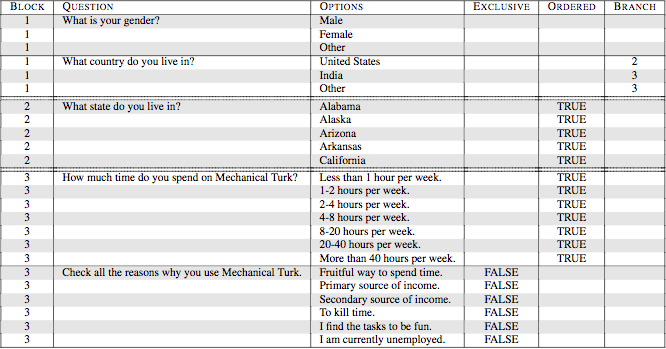 BLOCK QUESTION OPTIONS EXCLUSIVE ORDERED BRANCH
1 What is your gender? Male
1 Female
1 Other
1 What country do you live in? United States 2
1 India 3
1 Other 3
2 What state do you live in? Alabama TRUE
2 Alaska TRUE
2 Arizona TRUE
2 Arkansas TRUE
2 California TRUE
3 How much time do you spend on Mechanical Turk? Less than 1 hour per week. TRUE
3 1-2 hours per week. TRUE
3 2-4 hours per week. TRUE
3 4-8 hours per week. TRUE
3 8-20 hours per week. TRUE
3 20-40 hours per week. TRUE
3 More than 40 hours per week. TRUE
3 Check all the reasons why you use Mechanical Turk. Fruitful way to spend time. FALSE
3 Primary source of income. FALSE
3 Secondary source of income. FALSE
3 To kill time. FALSE
3 I find the tasks to be fun. FALSE
3 I am currently unemployed. FALSE